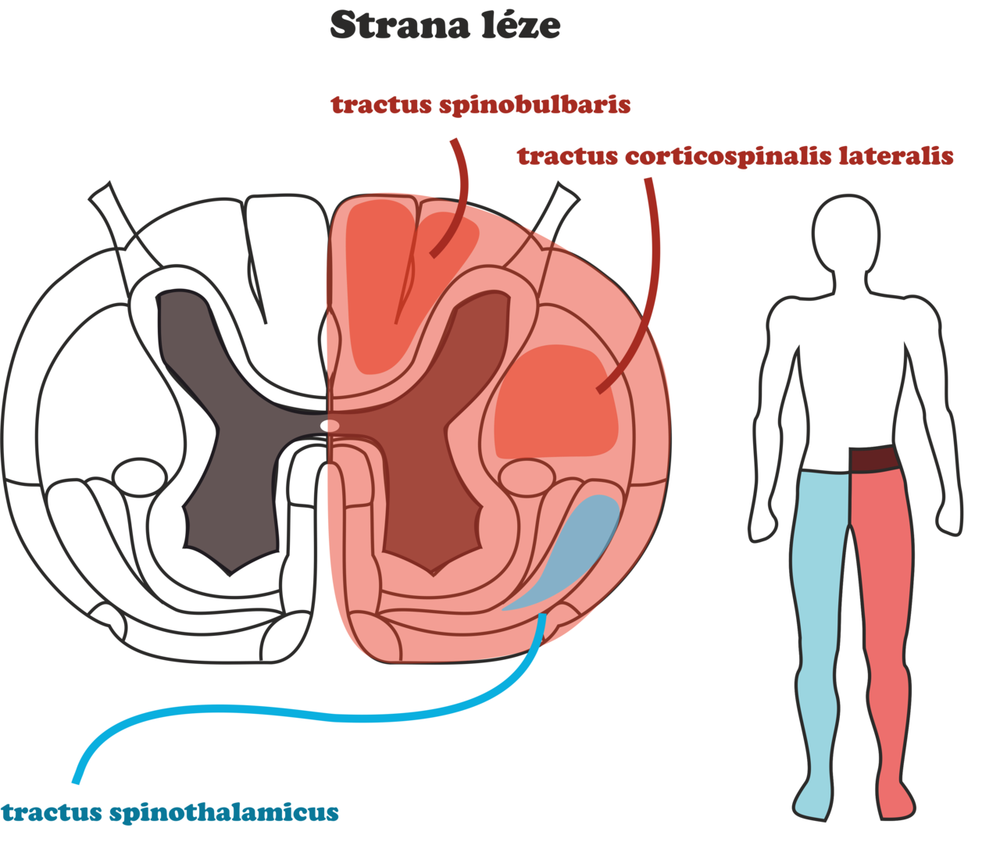 Strana léze
tractus spinobulbaris
tractus corticospinalis lateralis
tractus spinothalamicus